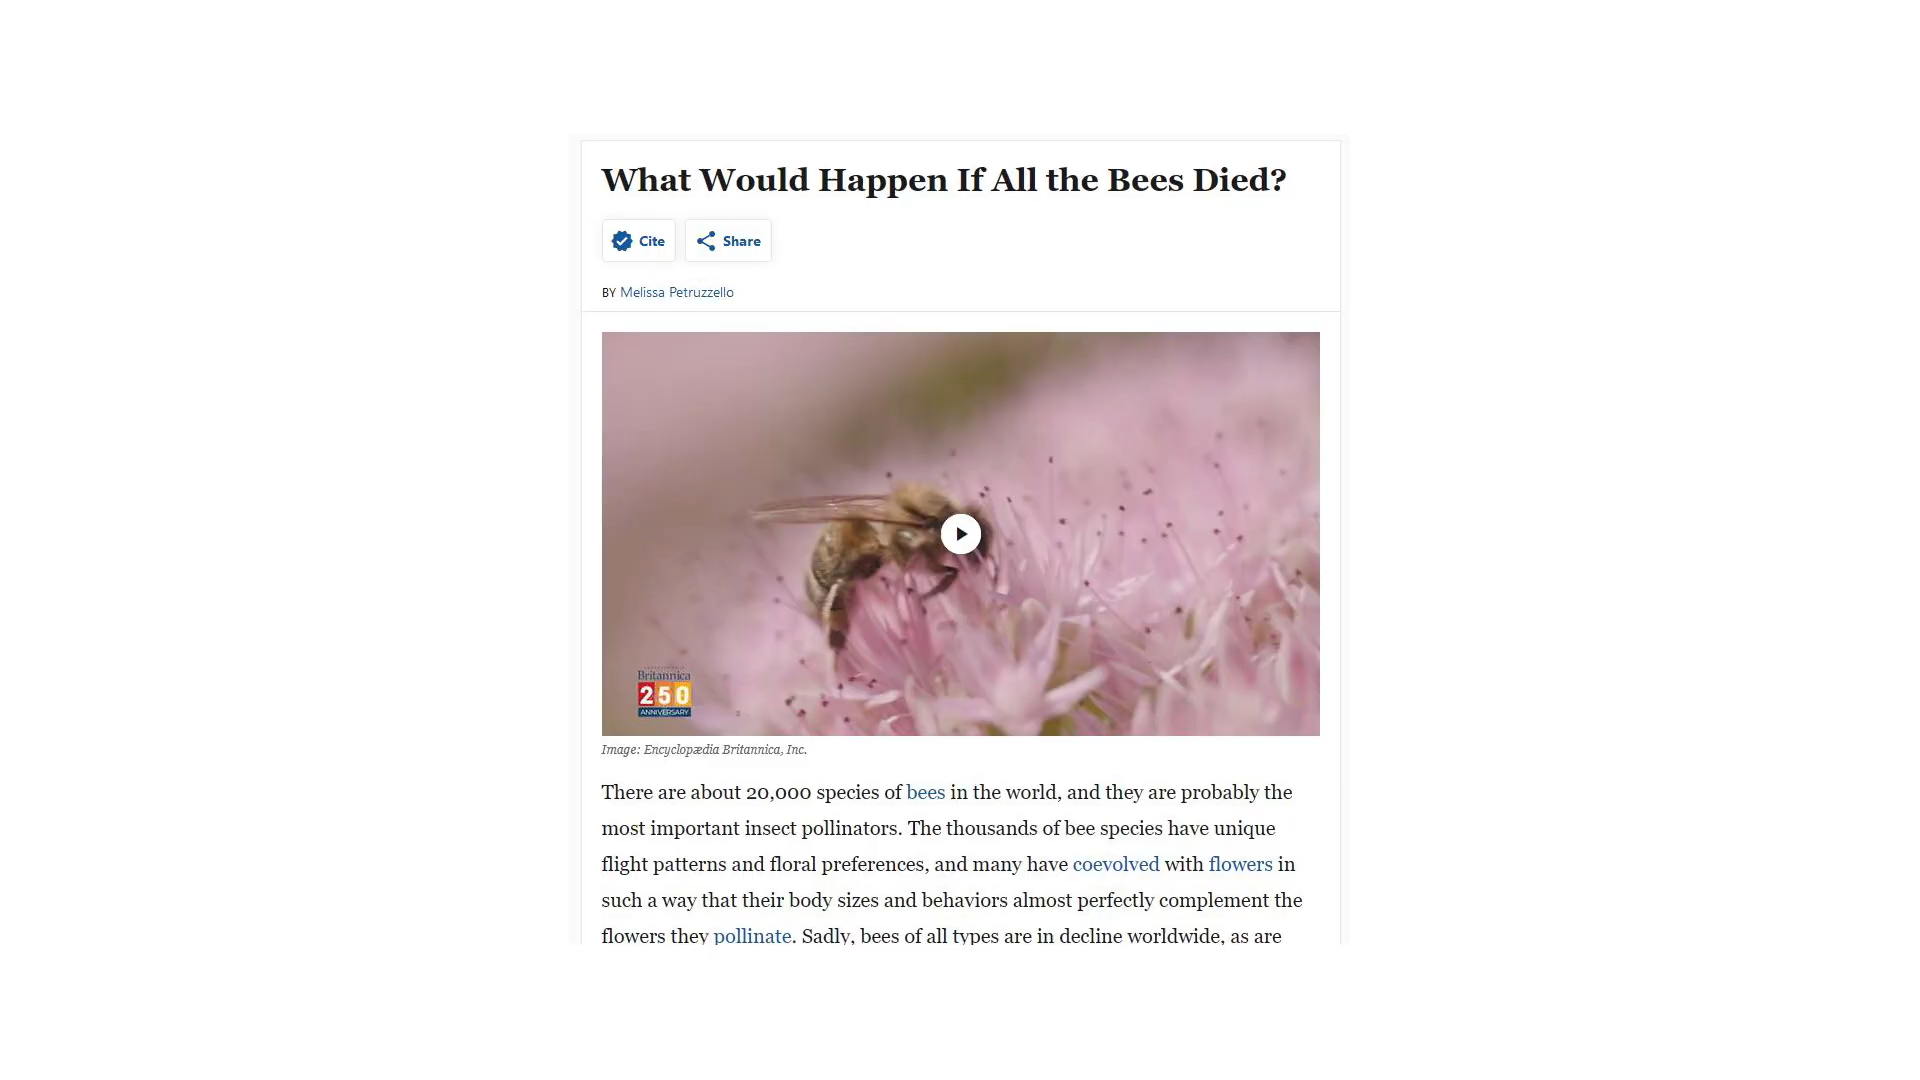 What Would Happen If All the Bees Died?
Cite
Share
BY Melissa Petruzzello
Britannica
250
ANNIVERSARY
Image: Encyclopædia Britannica, Inc.
There are about 20,000 species of bees in the world, and they are probably the
most important insect pollinators. The thousands of bee species have unique
flight patterns and floral preferences, and many have coevolved with flowers in
such a way that their body sizes and behaviors almost perfectly complement the
flowers they pollinate. Sadly, bees of all types are in decline worldwide, as are